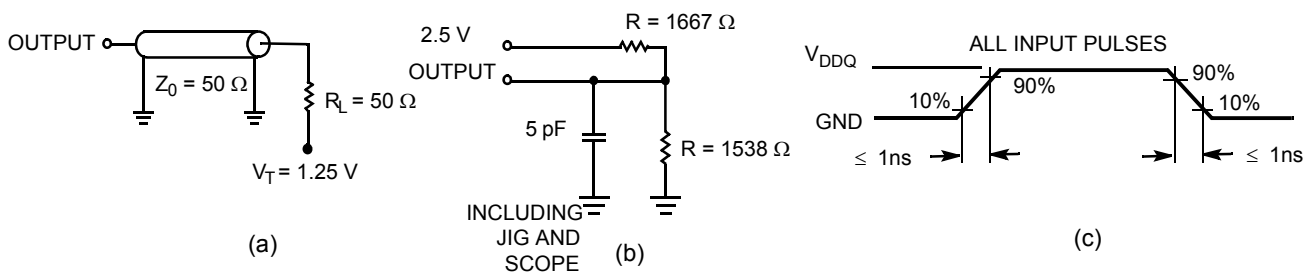 OUTPUT
Z0 = 50 Ω
RL = 50 Ω
VT = 1.25 V
(a)
R = 1667 Ω
2.5 V
OUTPUT
5 pF
R = 1538 Ω
INCLUDING
JIG AND
SCOPE
(b)
ALL INPUT PULSES
VDDQ
GND
10%
90%
90%
10%
≤ 1ns
≤ 1ns
(c)